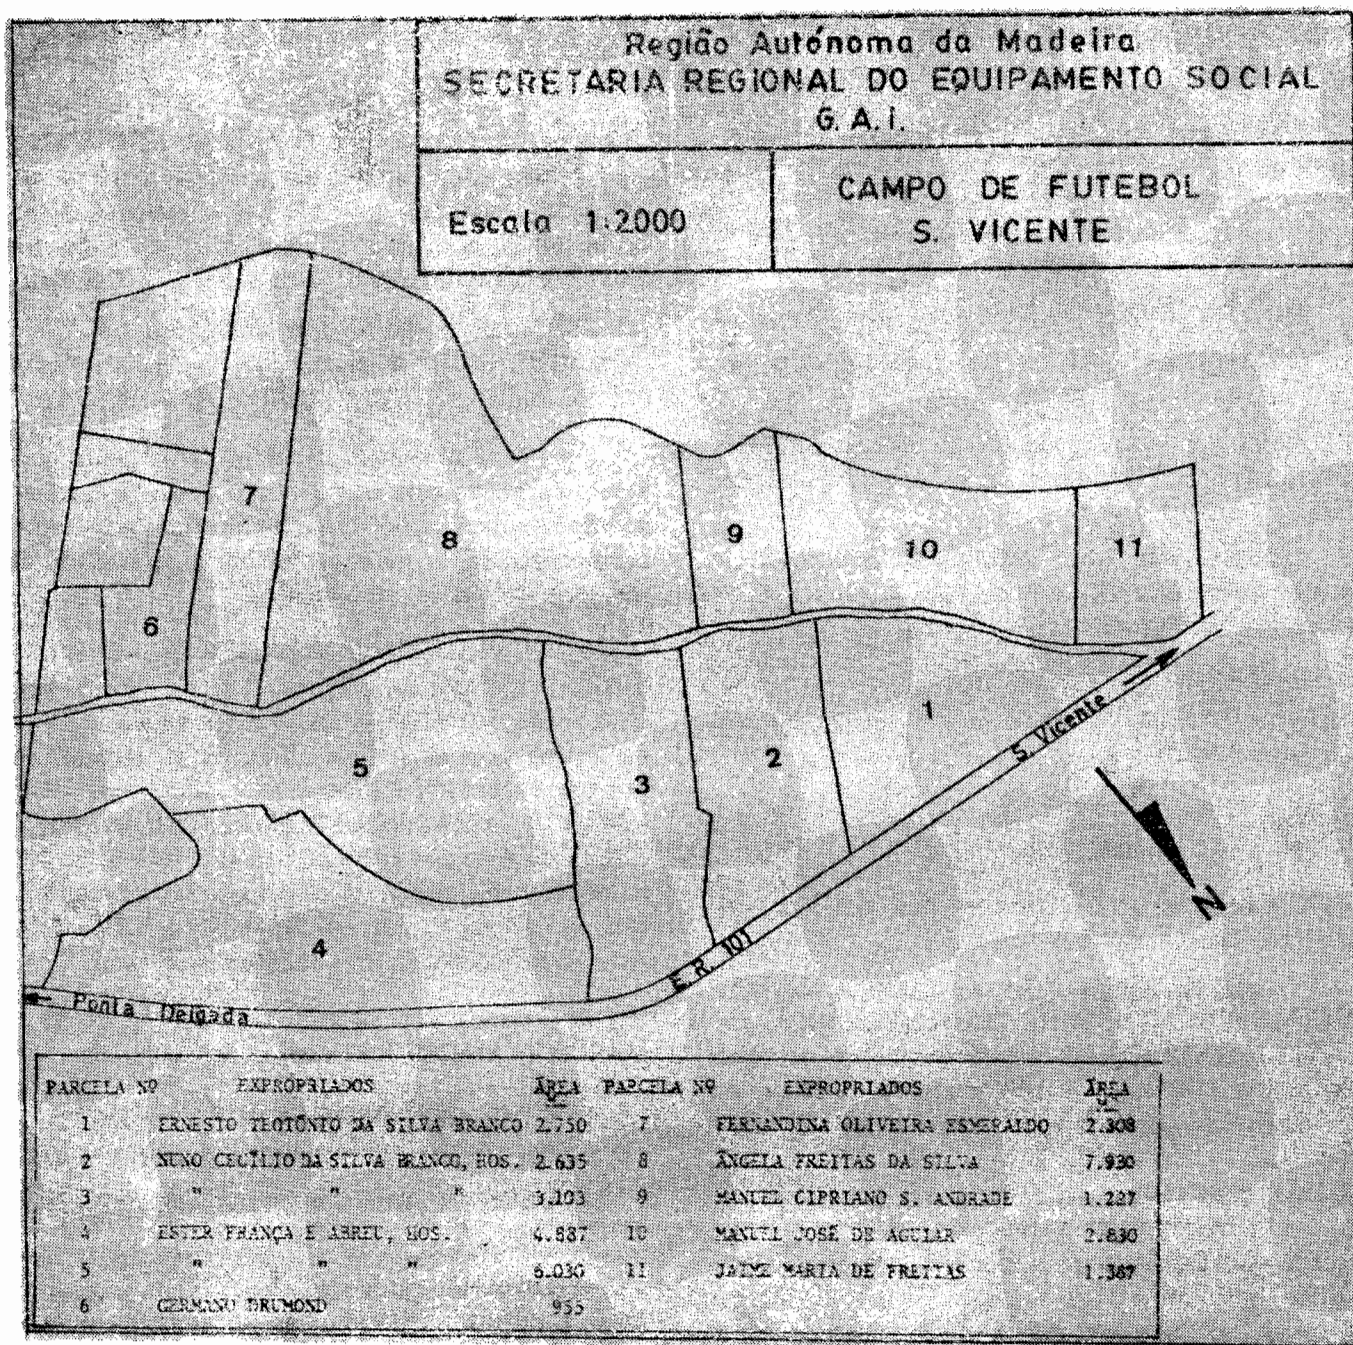 Região Autónoma da Madeira
SECRETARIA REGIONAL DO EQUIPAMENTO SOCIAL
G. A. I.
Escala 1:2000
CAMPO DE FUTEBOL
S. VICENTE
7
8
9
10
11
6
1
5
2
3
S. Vicente
4
E. R. 101
N
Ponta Delgada
PARCELA Nº EXPROPRIADOS ÁREA PARCELA Nº EXPROPRIADOS ÁREA
M² M²
1 ERNESTO TEOTÓNIO DA SILVA BRANCO 2.750 7 FERNANDINA OLIVEIRA ESMERALDO 2.308
2 NUNO CECÍLIO DA SILVA BRANCO, HOS. 2.635 8 ÂNGELA FREITAS DA SILVA 7.930
3 " " " 3.103 9 MANUEL CIPRIANO S. ANDRADE 1.227
4 ESTER FRANÇA E ABREU, HOS. 4.887 10 MANUEL JOSÉ DE AGUIAR 2.830
5 " " " 6.030 11 JAIME MARIA DE FREITAS 1.367
6 GERMANO DRUMOND 955